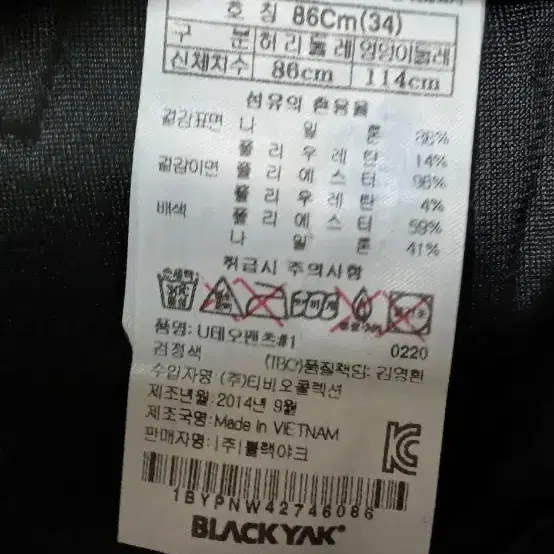 호 칭 86Cm(34)
구 분 허리둘레 엉덩이둘레
신체치수 86cm 114cm
섬유의 혼용율
겉감표면 나 일 론 86%
폴 리 우 레 탄 14%
겉감이면 폴 리 에 스 터 96%
폴 리 우 레 탄 4%
배색 폴 리 에 스 터 59%
나 일 론 41%
취급시 주의사항
손세탁
품명: U테오팬츠#1 0220
검정색 (TBC)품질책임: 김영환
수입자명: (주)티비오콜렉션
제조년월: 2014년 9월
제조국명: Made in VIETNAM
판매자명: (주)블랙야크
1BYPNW42746086
BLACKYAK